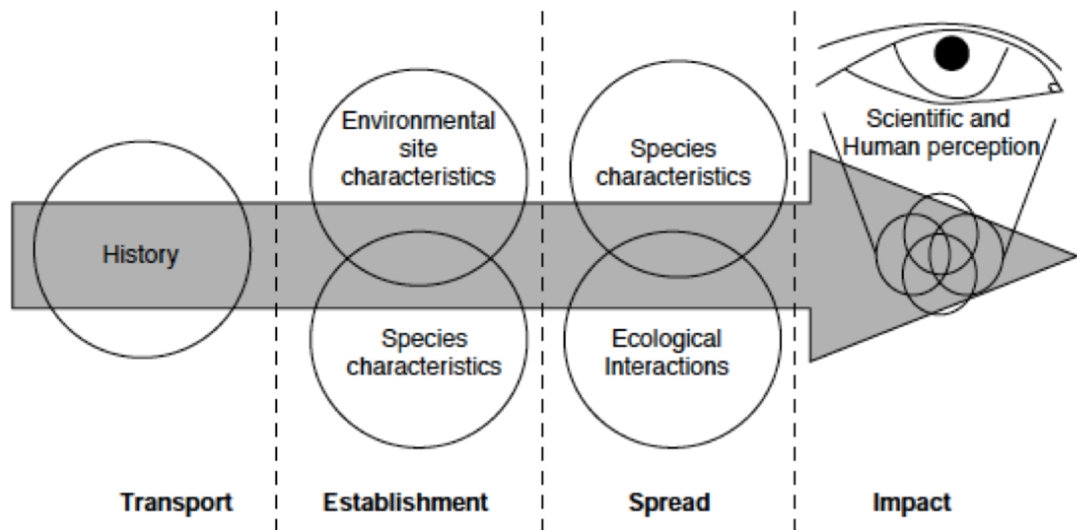 History
Environmental
site
characteristics
Species
characteristics
Species
characteristics
Ecological
Interactions
Scientific and
Human perception
Transport
Establishment
Spread
Impact